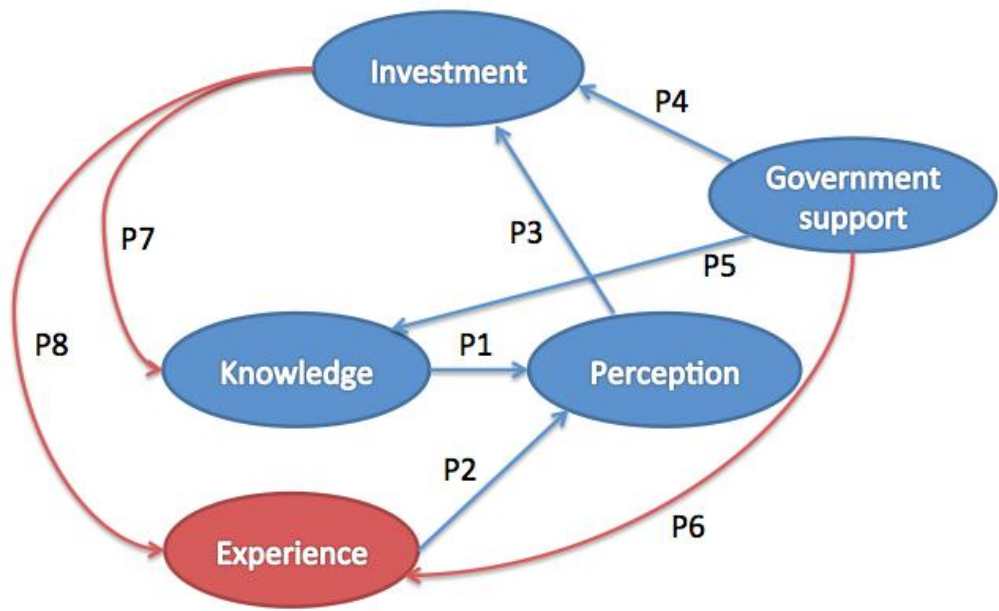 Investment
P4
Government
support
P3
P7
P5
P8
Knowledge
P1
Perception
P2
P6
Experience